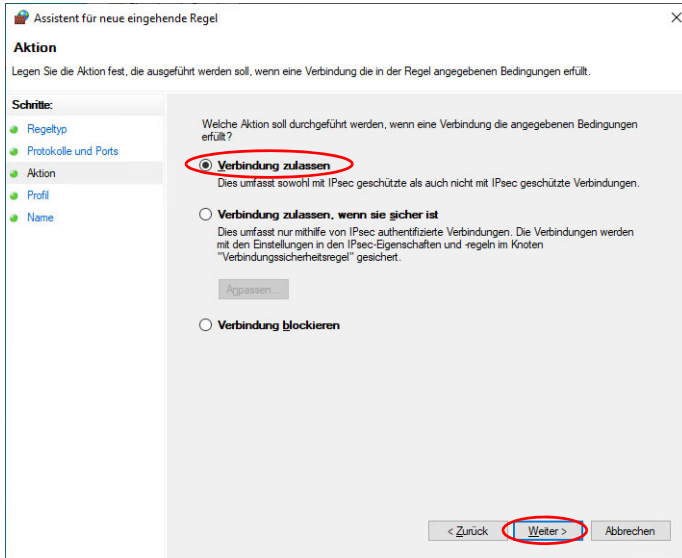 Assistent für neue eingehende Regel
Aktion
Legen Sie die Aktion fest, die ausgeführt werden soll, wenn eine Verbindung die in der Regel angegebenen Bedingungen erfüllt.
Schritte:
Regeltyp
Protokolle und Ports
Aktion
Profil
Name
Welche Aktion soll durchgeführt werden, wenn eine Verbindung die angegebenen Bedingungen
erfüllt?
Verbindung zulassen
Dies umfasst sowohl mit IPsec geschützte als auch nicht mit IPsec geschützte Verbindungen.
Verbindung zulassen, wenn sie sicher ist
Dies umfasst nur mithilfe von IPsec authentifizierte Verbindungen. Die Verbindungen werden
mit den Einstellungen in den IPsec-Eigenschaften und -regeln im Knoten
"Verbindungssicherheitsregel" gesichert.
Anpassen...
Verbindung blockieren
< Zurück Weiter > Abbrechen